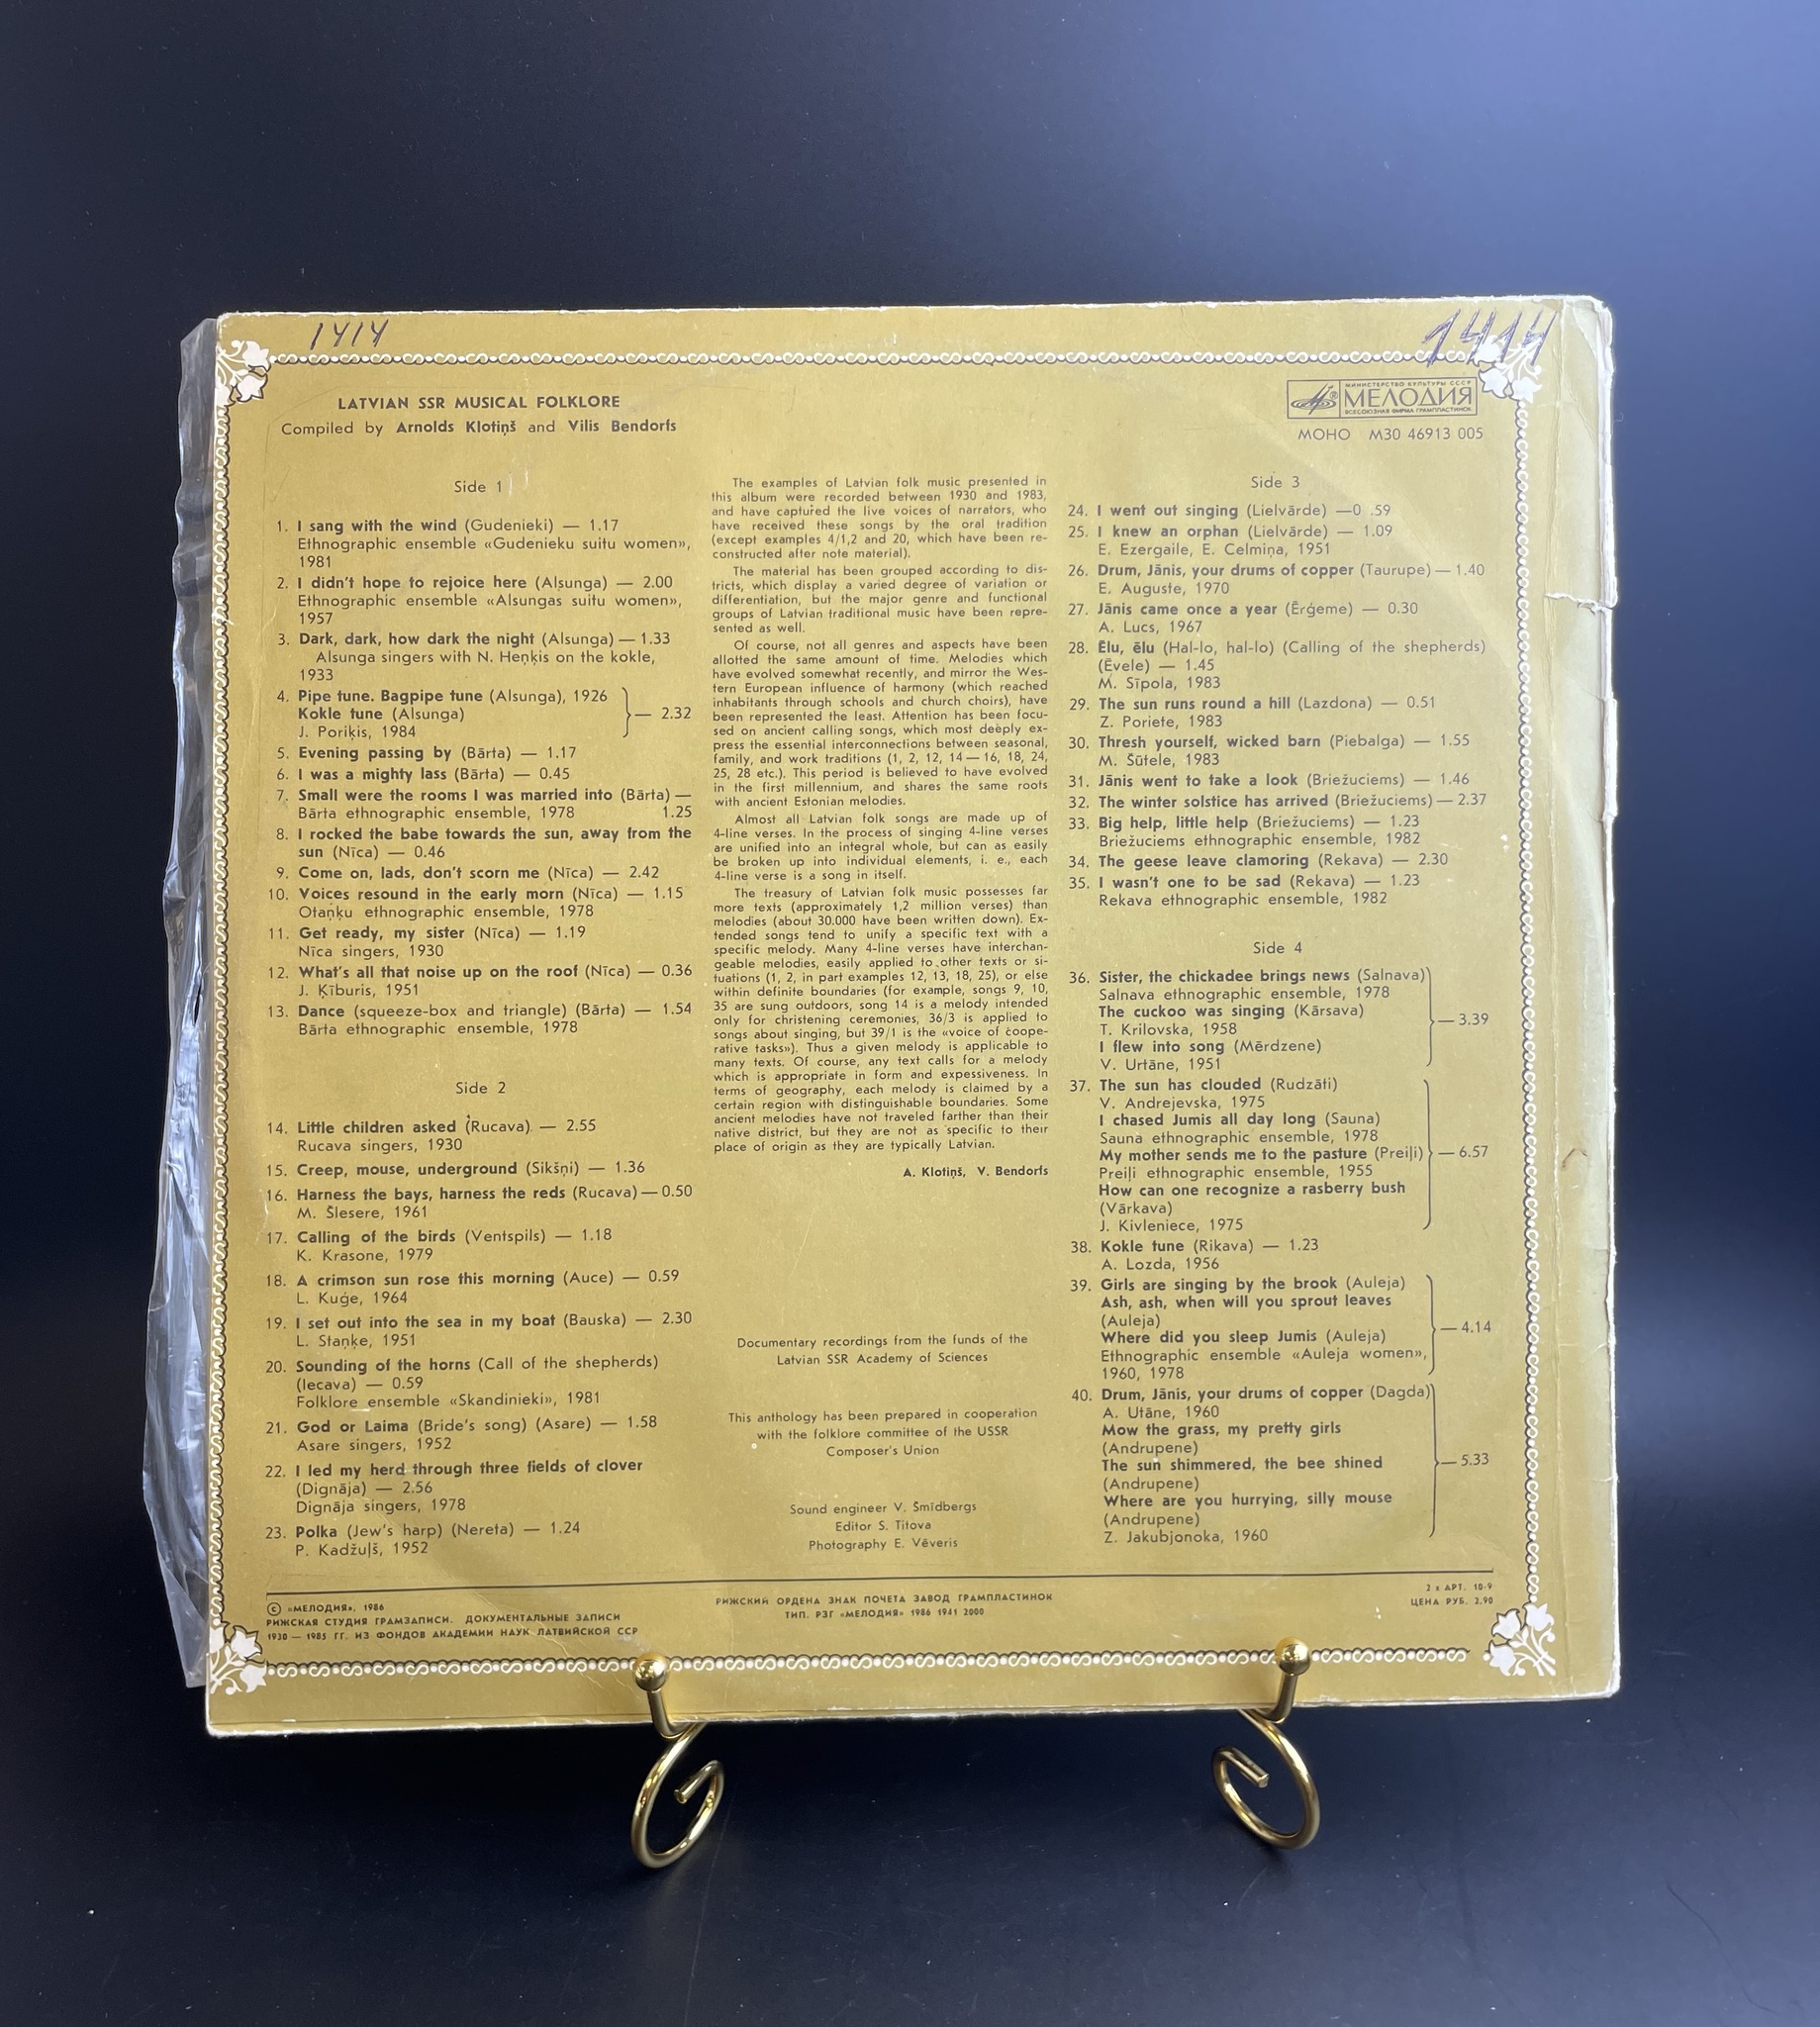 1414
1414
LATVIAN SSR MUSICAL FOLKLORE
Compiled by Arnolds Klotiņš and Vilis Bendorfs
МИНИСТЕРСТВО КУЛЬТУРЫ СССР
МЕЛОДИЯ
ВСЕСОЮЗНАЯ ФИРМА ГРАМПЛАСТИНОК
МОНО М30 46913 005
Side 1
1. I sang with the wind (Gudenieki) — 1.17
Ethnographic ensemble «Gudenieku suitu women»,
1981
2. I didn't hope to rejoice here (Alsunga) — 2.00
Ethnographic ensemble «Alsungas suitu women»,
1957
3. Dark, dark, how dark the night (Alsunga) — 1.33
Alsunga singers with N. Heņķis on the kokle,
1933
4. Pipe tune. Bagpipe tune (Alsunga), 1926
Kokle tune (Alsunga) — 2.32
J. Poriķis, 1984
5. Evening passing by (Bārta) — 1.17
6. I was a mighty lass (Bārta) — 0.45
7. Small were the rooms I was married into (Bārta) —
Bārta ethnographic ensemble, 1978 1.25
8. I rocked the babe towards the sun, away from the
sun (Nīca) — 0.46
9. Come on, lads, don't scorn me (Nīca) — 2.42
10. Voices resound in the early morn (Nīca) — 1.15
Otaņķu ethnographic ensemble, 1978
11. Get ready, my sister (Nīca) — 1.19
Nīca singers, 1930
12. What's all that noise up on the roof (Nīca) — 0.36
J. Ķīburis, 1951
13. Dance (squeeze-box and triangle) (Bārta) — 1.54
Bārta ethnographic ensemble, 1978
Side 2
14. Little children asked (Rucava) — 2.55
Rucava singers, 1930
15. Creep, mouse, underground (Sikšņi) — 1.36
16. Harness the bays, harness the reds (Rucava) — 0.50
M. Šlesere, 1961
17. Calling of the birds (Ventspils) — 1.18
K. Krasone, 1979
18. A crimson sun rose this morning (Auce) — 0.59
L. Kuģe, 1964
19. I set out into the sea in my boat (Bauska) — 2.30
L. Staņķe, 1951
20. Sounding of the horns (Call of the shepherds)
(Iecava) — 0.59
Folklore ensemble «Skandinieki», 1981
21. God or Laima (Bride's song) (Asare) — 1.58
Asare singers, 1952
22. I led my herd through three fields of clover
(Dignāja) — 2.56
Dignāja singers, 1978
23. Polka (Jew's harp) (Nereta) — 1.24
P. Kadžuļš, 1952
The examples of Latvian folk music presented in
this album were recorded between 1930 and 1983,
and have captured the live voices of narrators, who
have received these songs by the oral tradition
(except examples 4/1,2 and 20, which have been re-
constructed after note material).
The material has been grouped according to dis-
tricts, which display a varied degree of variation or
differentiation, but the major genre and functional
groups of Latvian traditional music have been repre-
sented as well.
Of course, not all genres and aspects have been
allotted the same amount of time. Melodies which
have evolved somewhat recently, and mirror the Wes-
tern European influence of harmony (which reached
inhabitants through schools and church choirs), have
been represented the least. Attention has been focu-
sed on ancient calling songs, which most deeply ex-
press the essential interconnections between seasonal,
family, and work traditions (1, 2, 12, 14—16, 18, 24,
25, 28 etc.). This period is believed to have evolved
in the first millennium, and shares the same roots
with ancient Estonian melodies.
Almost all Latvian folk songs are made up of
4-line verses. In the process of singing 4-line verses
are unified into an integral whole, but can as easily
be broken up into individual elements, i. e., each
4-line verse is a song in itself.
The treasury of Latvian folk music possesses far
more texts (approximately 1,2 million verses) than
melodies (about 30.000 have been written down). Ex-
tended songs tend to unify a specific text with a
specific melody. Many 4-line verses have interchan-
geable melodies, easily applied to other texts or si-
tuations (1, 2, in part examples 12, 13, 18, 25), or else
within definite boundaries (for example, songs 9, 10,
35 are sung outdoors, song 14 is a melody intended
only for christening ceremonies, 36/3 is applied to
songs about singing, but 39/1 is the «voice of coope-
rative tasks»). Thus a given melody is applicable to
many texts. Of course, any text calls for a melody
which is appropriate in form and expessiveness. In
terms of geography, each melody is claimed by a
certain region with distinguishable boundaries. Some
ancient melodies have not traveled farther than their
native district, but they are not as specific to their
place of origin as they are typically Latvian.
A. Klotiņš, V. Bendorfs
Documentary recordings from the funds of the
Latvian SSR Academy of Sciences
This anthology has been prepared in cooperation
with the folklore committee of the USSR
Composer's Union
Sound engineer V. Šmīdbergs
Editor S. Titova
Photography E. Vēveris
Side 3
24. I went out singing (Lielvārde) —0 .59
25. I knew an orphan (Lielvārde) — 1.09
E. Ezergaile, E. Celmiņa, 1951
26. Drum, Jānis, your drums of copper (Taurupe) — 1.40
E. Auguste, 1970
27. Jānis came once a year (Ērģeme) — 0.30
A. Lucs, 1967
28. Ēlu, ēlu (Hal-lo, hal-lo) (Calling of the shepherds)
(Ēvele) — 1.45
M. Sīpola, 1983
29. The sun runs round a hill (Lazdona) — 0.51
Z. Poriete, 1983
30. Thresh yourself, wicked barn (Piebalga) — 1.55
M. Šūtele, 1983
31. Jānis went to take a look (Briežuciems) — 1.46
32. The winter solstice has arrived (Briežuciems) — 2.37
33. Big help, little help (Briežuciems) — 1.23
Briežuciems ethnographic ensemble, 1982
34. The geese leave clamoring (Rekava) — 2.30
35. I wasn't one to be sad (Rekava) — 1.23
Rekava ethnographic ensemble, 1982
Side 4
36. Sister, the chickadee brings news (Salnava)
Salnava ethnographic ensemble, 1978
The cuckoo was singing (Kārsava)
T. Krilovska, 1958 — 3.39
I flew into song (Mērdzene)
V. Urtāne, 1951
37. The sun has clouded (Rudzāti)
V. Andrejevska, 1975
I chased Jumis all day long (Sauna)
Sauna ethnographic ensemble, 1978
My mother sends me to the pasture (Preiļi) — 6.57
Preiļi ethnographic ensemble, 1955
How can one recognize a rasberry bush
(Vārkava)
J. Kivleniece, 1975
38. Kokle tune (Rikava) — 1.23
A. Lozda, 1956
39. Girls are singing by the brook (Auleja)
Ash, ash, when will you sprout leaves
(Auleja)
Where did you sleep Jumis (Auleja) — 4.14
Ethnographic ensemble «Auleja women»,
1960, 1978
40. Drum, Jānis, your drums of copper (Dagda)
A. Utāne, 1960
Mow the grass, my pretty girls
(Andrupene)
The sun shimmered, the bee shined — 5.33
(Andrupene)
Where are you hurrying, silly mouse
(Andrupene)
Z. Jakubjonoka, 1960
© «МЕЛОДИЯ», 1986
РИЖСКАЯ СТУДИЯ ГРАМЗАПИСИ. ДОКУМЕНТАЛЬНЫЕ ЗАПИСИ
1930 — 1985 ГГ. ИЗ ФОНДОВ АКАДЕМИИ НАУК ЛАТВИЙСКОЙ ССР
РИЖСКИЙ ОРДЕНА ЗНАК ПОЧЕТА ЗАВОД ГРАМПЛАСТИНОК
ТИП. РЗГ «МЕЛОДИЯ» 1986 1941 2000
2 х АРТ. 10-9
ЦЕНА РУБ. 2.90